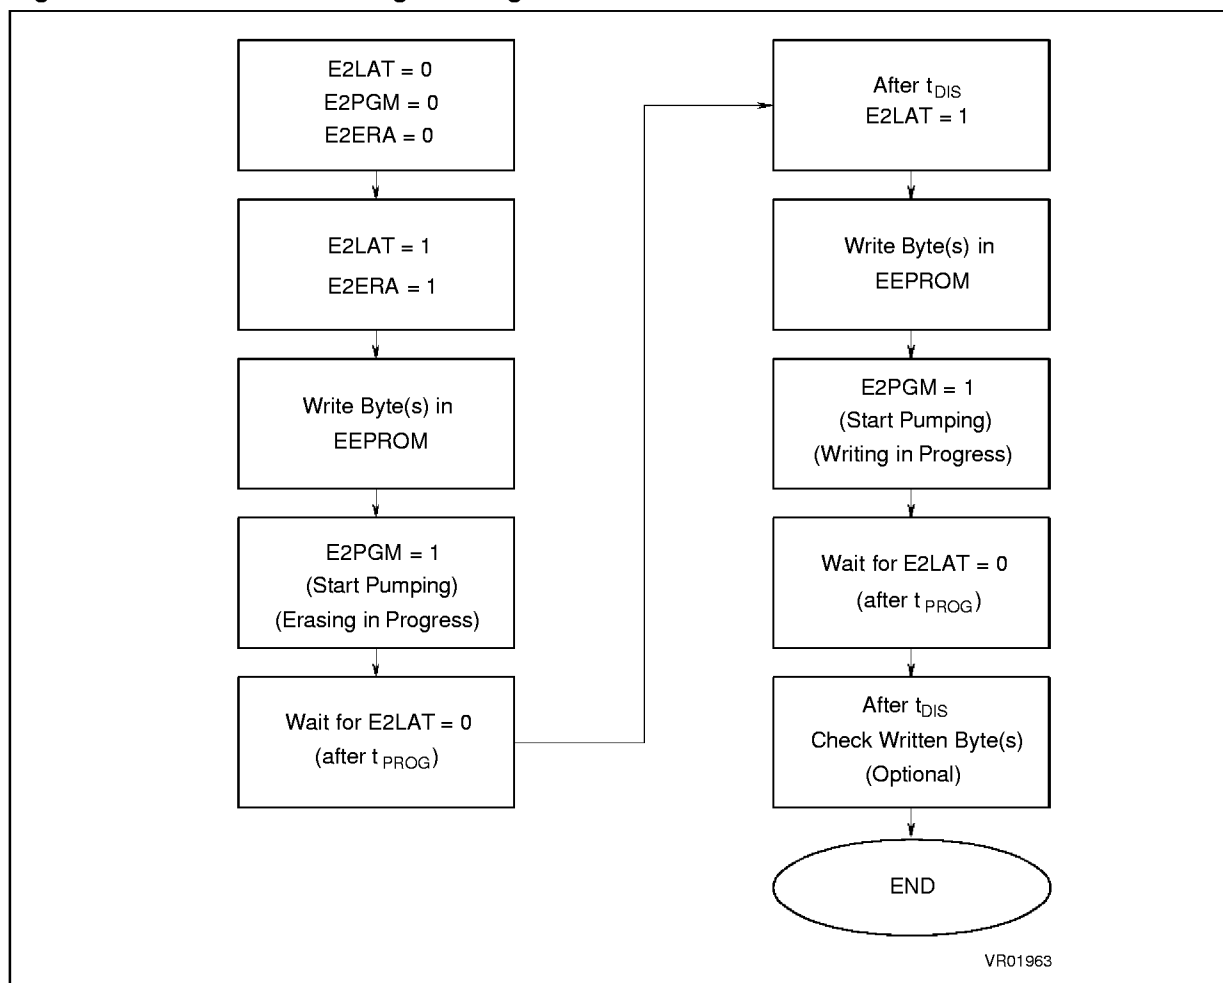 E2LAT = 0
E2PGM = 0
E2ERA = 0
E2LAT = 1
E2ERA = 1
Write Byte(s) in
EEPROM
E2PGM = 1
(Start Pumping)
(Erasing in Progress)
Wait for E2LAT = 0
(after tPROG)
After tDIS
E2LAT = 1
Write Byte(s) in
EEPROM
E2PGM = 1
(Start Pumping)
(Writing in Progress)
Wait for E2LAT = 0
(after tPROG)
After tDIS
Check Written Byte(s)
(Optional)
END
VR01963